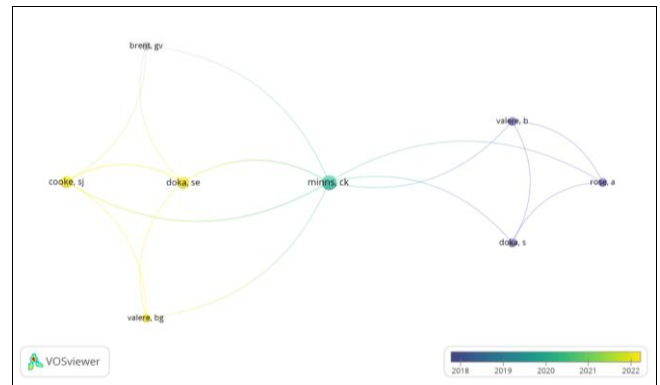 brent, gv
valere, b
cooke, sj
doka, se
minns, ck
rose, a
doka, s
valere, bg
VOSviewer
2018 2019 2020 2021 2022